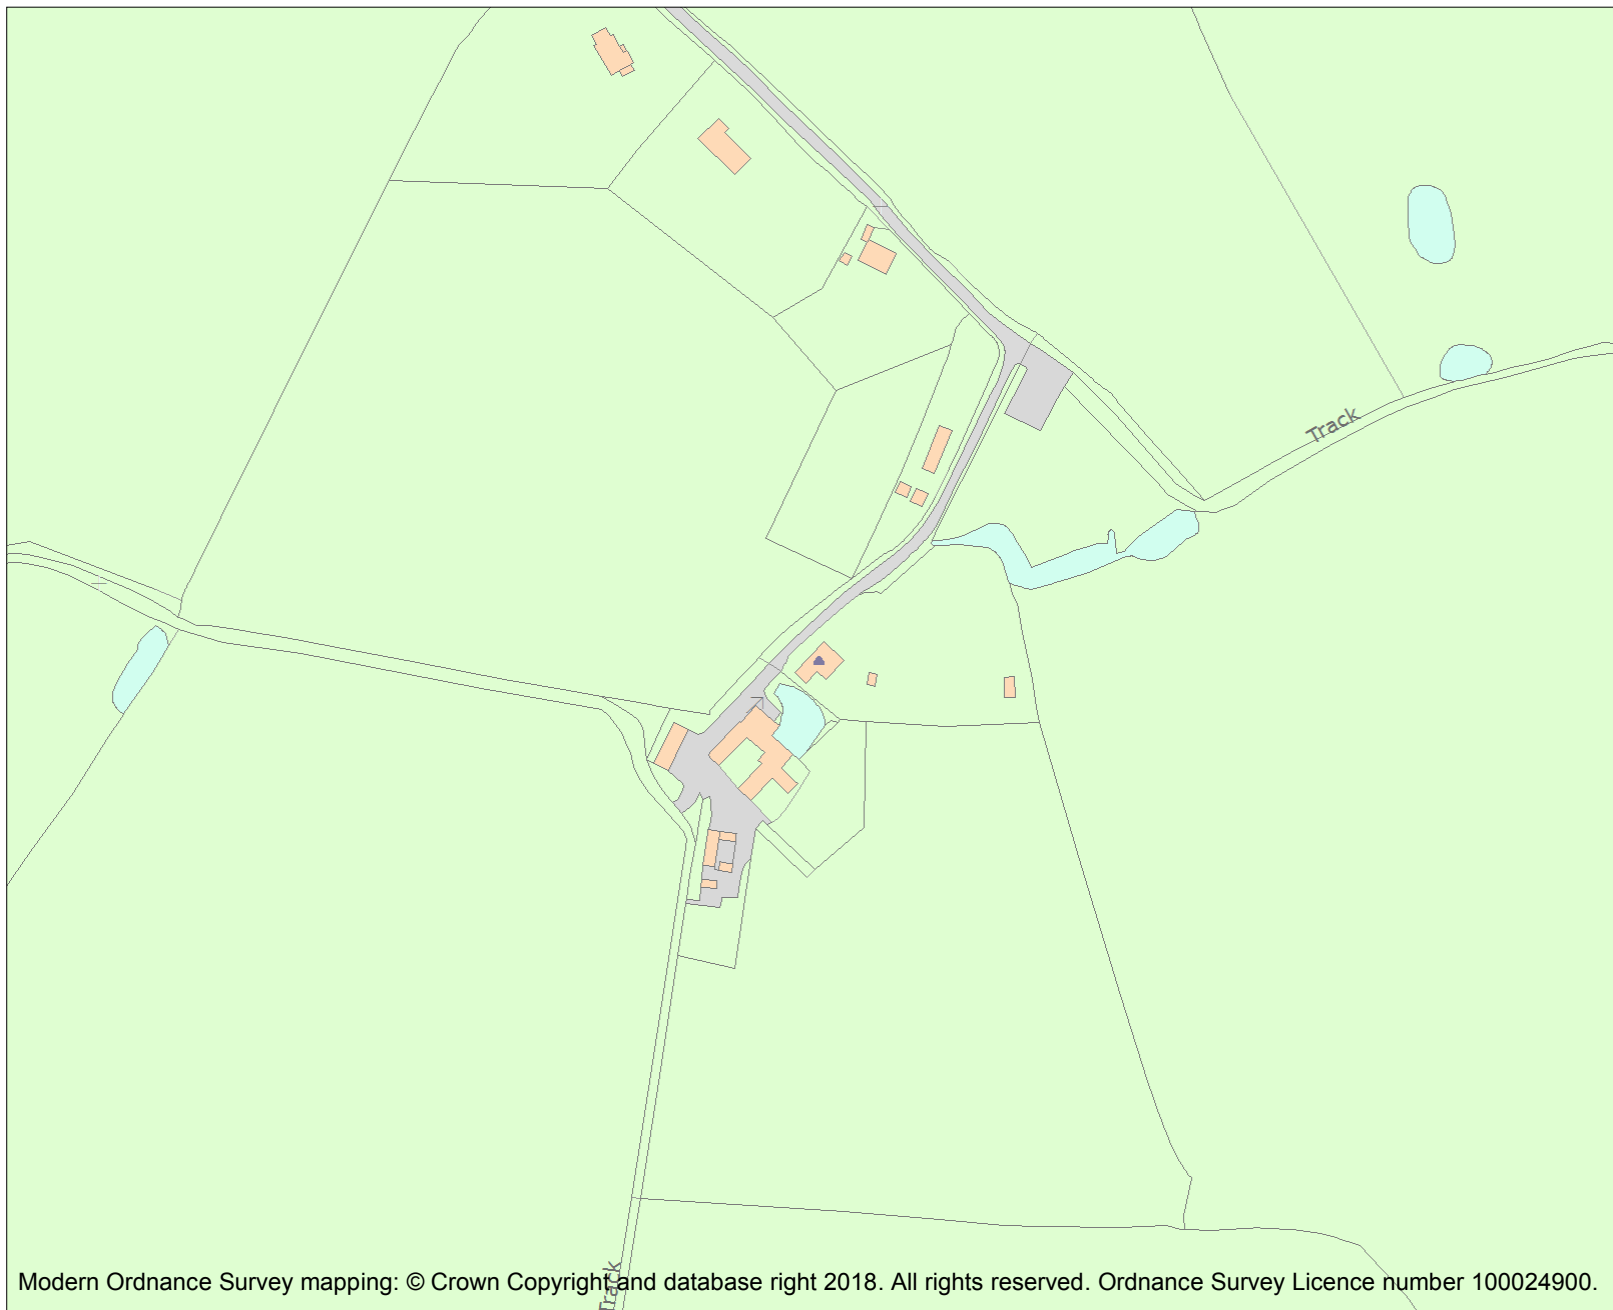 Track
Track
Modern Ordnance Survey mapping: © Crown Copyright and database right 2018. All rights reserved. Ordnance Survey Licence number 100024900.